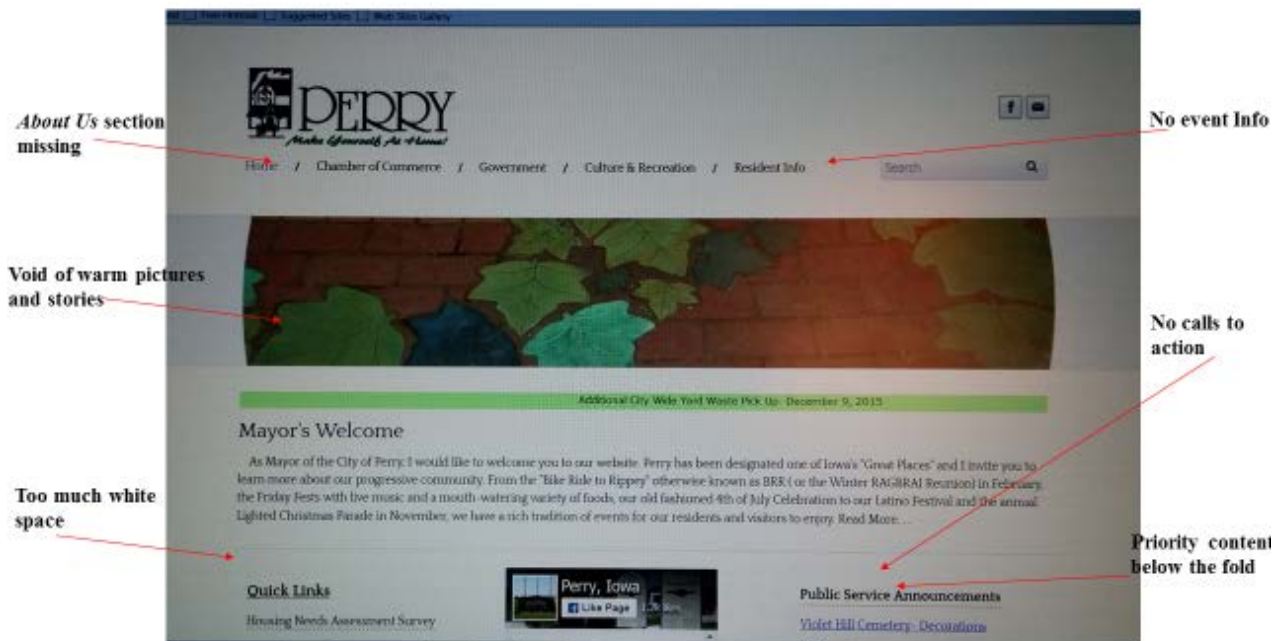 Suggested Sites
Web Slice Gallery
PERRY
Make Yourself At Home!
About Us section
missing
No event Info
Home / Chamber of Commerce / Government / Culture & Recreation / Resident Info
Search
Void of warm pictures
and stories
No calls to
action
Additional City Wide Yard Waste Pick Up- December 9, 2015
Mayor's Welcome
As Mayor of the City of Perry, I would like to welcome you to our website. Perry has been designated one of Iowa's "Great Places" and I invite you to
learn more about our progressive community. From the "Bike Ride to Rippey" otherwise known as BRR ( or the Winter RAGBRAI Reunion) in February,
the Friday Fests with live music and a mouth-watering variety of foods, our old fashioned 4th of July Celebration to our Latino Festival and the annual
Lighted Christmas Parade in November, we have a rich tradition of events for our residents and visitors to enjoy. Read More. . .
Too much white
space
Priority content
below the fold
Quick Links
Perry, Iowa
Like Page
Public Service Announcements
Housing Needs Assessment Survey
Violet Hill Cemetery- Decorations